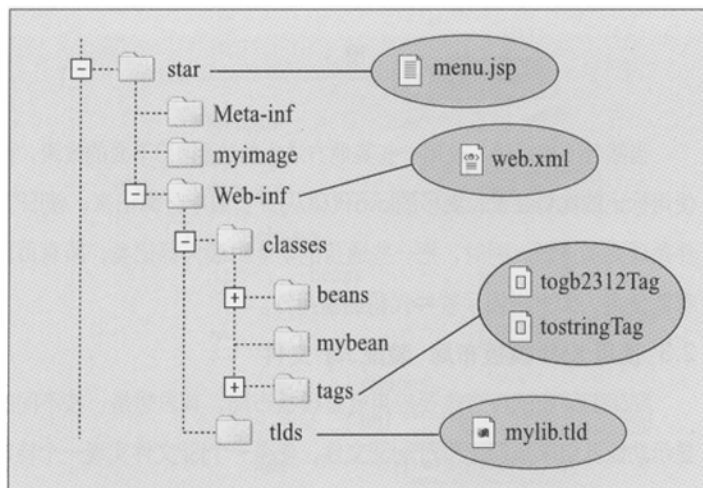 star
menu.jsp
Meta-inf
myimage
Web-inf
web.xml
classes
beans
togb2312Tag
mybean
tostringTag
tags
tlds
mylib.tld